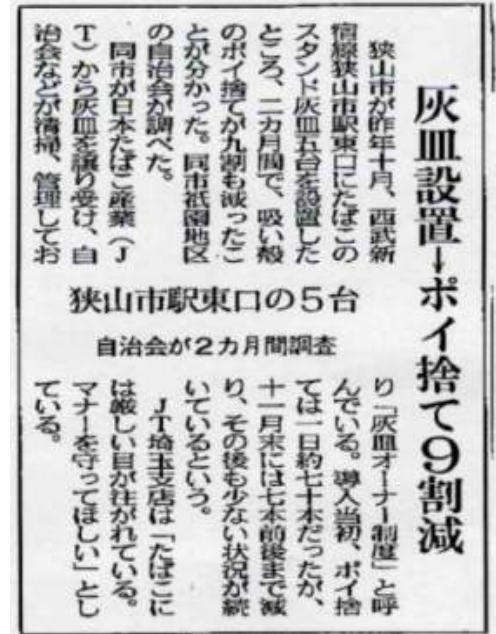 灰皿設置→ポイ捨て9割減
狭山市駅東口の5台
自治会が2カ月間調査
狭山市が昨年十月、西武新
宿線狭山市駅東口にたばこの
スタンド灰皿五台を設置した
ところ、二カ月間で、吸い殻
のポイ捨てが九割も減ったこ
とが分かった。同市祇園地区
の自治会が調べた。
同市が日本たばこ産業（J
T）から灰皿を譲り受け、自
治会などが清掃、管理してお
り「灰皿オーナー制度」と呼
んでいる。導入当初、ポイ捨
ては一日約七十本だったが、
十一月末には七本前後まで減
り、その後も少ない状況が続
いているという。
JT埼玉支店は「たばこに
は厳しい目が注がれている。
マナーを守ってほしい」とし
ている。